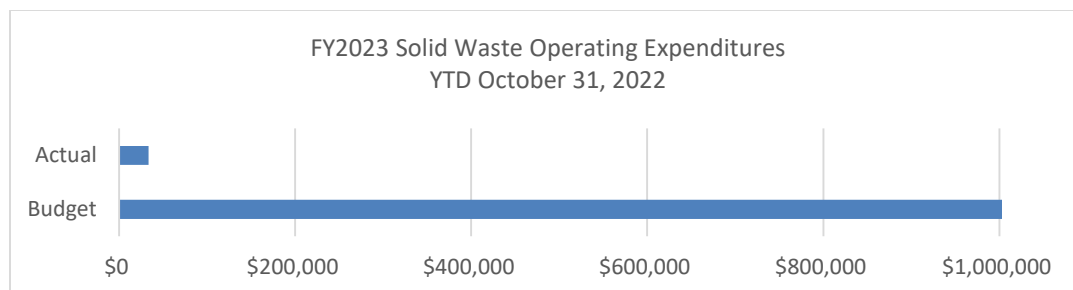 FY2023 Solid Waste Operating Expenditures
YTD October 31, 2022
Actual
Budget
$0 $200,000 $400,000 $600,000 $800,000 $1,000,000